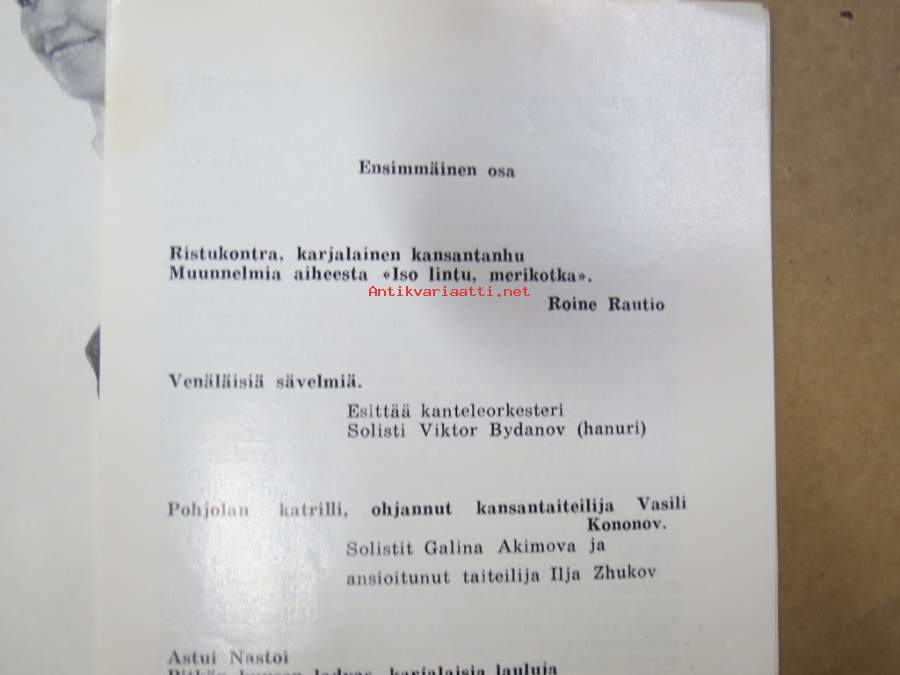 Ensimmäinen osa
Ristukontra, karjalainen kansantanhu
Muunnelmia aiheesta «Iso lintu, merikotka».
Antikvariaatti.net
Roine Rautio
Venäläisiä sävelmiä.
Esittää kanteleorkesteri
Solisti Viktor Bydanov (hanuri)
Pohjolan katrilli, ohjannut kansantaiteilija Vasili
Kononov.
Solistit Galina Akimova ja
ansioitunut taiteilija Ilja Zhukov
Astui Nastoi
karjalaisia lauluja